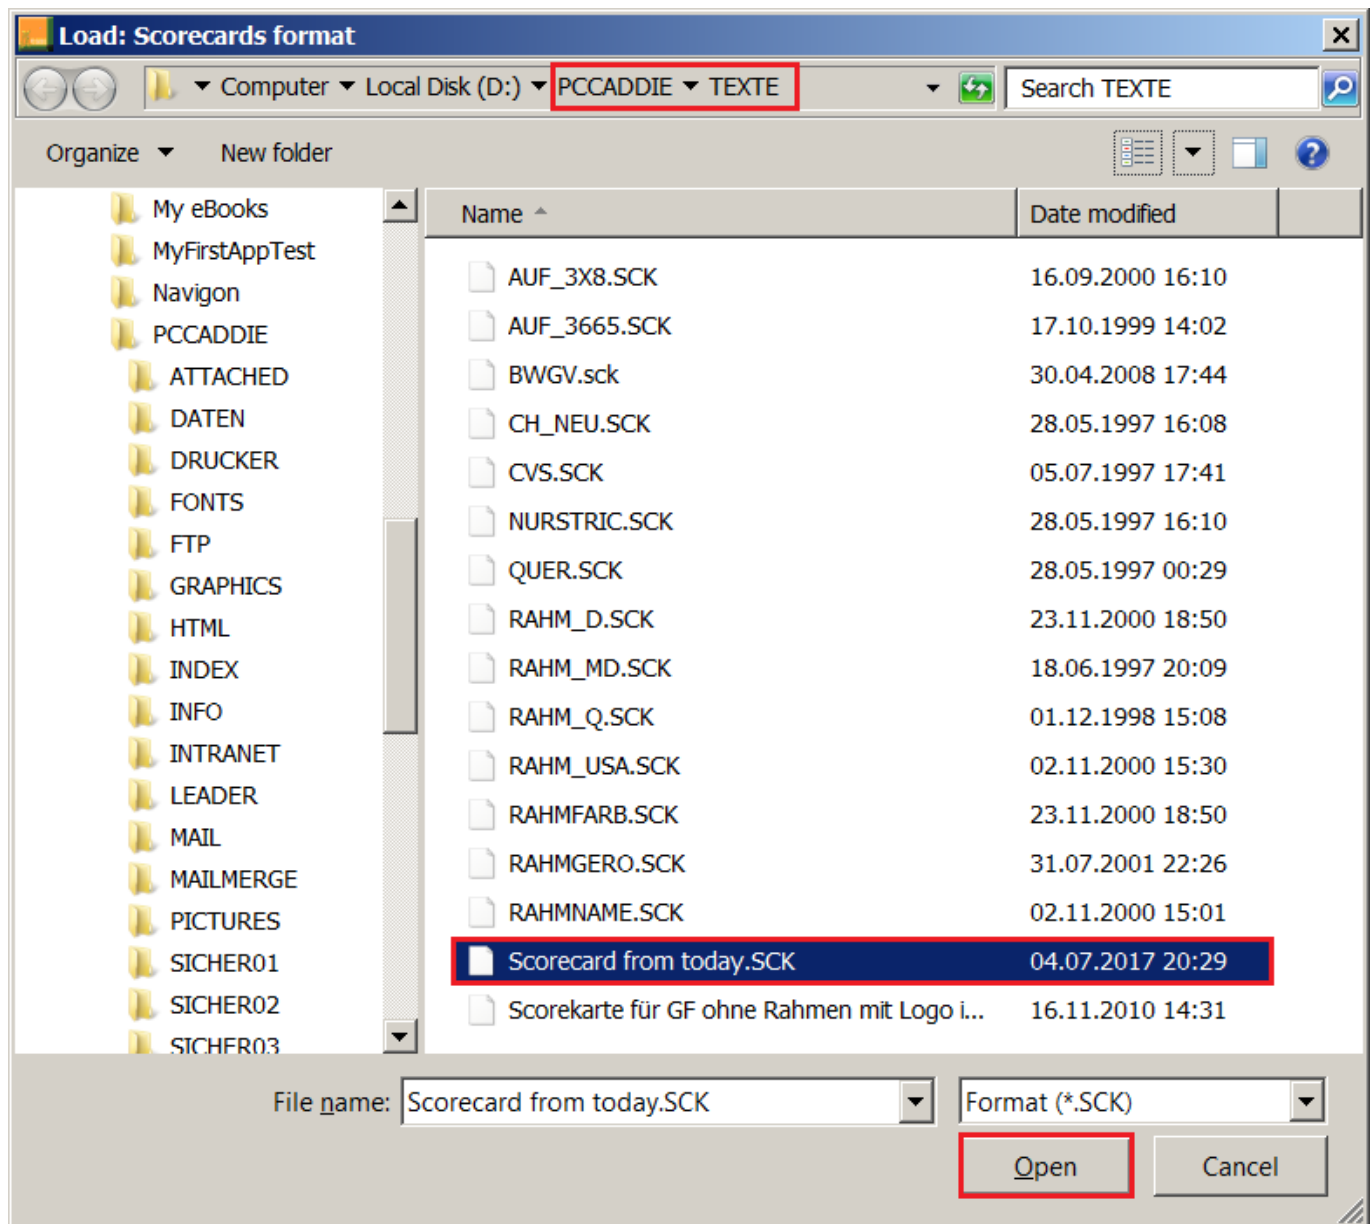 Load: Scorecards format
Computer Local Disk (D:) PCCADDIE TEXTE Search TEXTE
Organize New folder
My eBooks
MyFirstAppTest
Navigon
PCCADDIE
ATTACHED
DATEN
DRUCKER
FONTS
FTP
GRAPHICS
HTML
INDEX
INFO
INTRANET
LEADER
MAIL
MAILMERGE
PICTURES
SICHER01
SICHER02
SICHER03
Name Date modified
AUF_3X8.SCK 16.09.2000 16:10
AUF_3665.SCK 17.10.1999 14:02
BWGV.sck 30.04.2008 17:44
CH_NEU.SCK 28.05.1997 16:08
CVS.SCK 05.07.1997 17:41
NURSTRIC.SCK 28.05.1997 16:10
QUER.SCK 28.05.1997 00:29
RAHM_D.SCK 23.11.2000 18:50
RAHM_MD.SCK 18.06.1997 20:09
RAHM_Q.SCK 01.12.1998 15:08
RAHM_USA.SCK 02.11.2000 15:30
RAHMFARB.SCK 23.11.2000 18:50
RAHMGERO.SCK 31.07.2001 22:26
RAHMNAME.SCK 02.11.2000 15:01
Scorecard from today.SCK 04.07.2017 20:29
Scorekarte für GF ohne Rahmen mit Logo i... 16.11.2010 14:31
File name: Scorecard from today.SCK Format (*.SCK)
Open Cancel